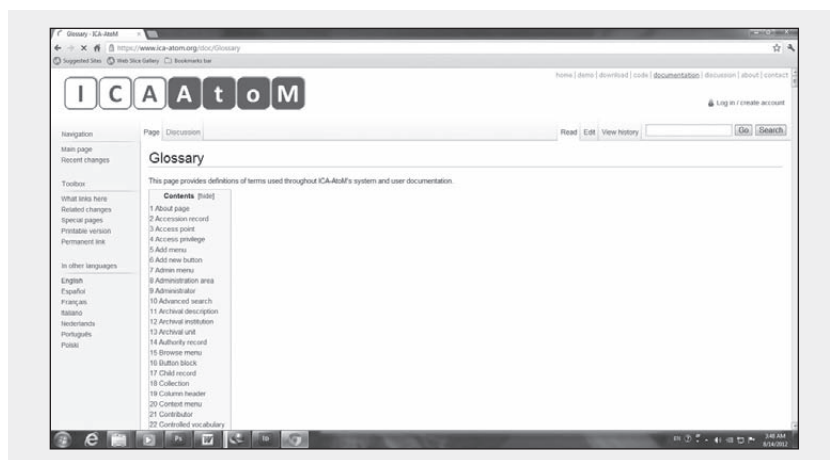 Glossary - ICA-AtoM
https://www.ica-atom.org/doc/Glossary
Suggested Sites Web Slice Gallery Bookmarks bar
home | demo | download | code | documentation | discussion | about | contact
ICA AtoM
Log in / create account
Navigation
Main page
Recent changes
Toolbox
What links here
Related changes
Special pages
Printable version
Permanent link
In other languages
English
Español
Français
Italiano
Nederlands
Português
Polski
Page Discussion
Read Edit View history
Go Search
Glossary
This page provides definitions of terms used throughout ICA-AtoM's system and user documentation.
Contents [hide]
1 About page
2 Accession record
3 Access point
4 Access privilege
5 Add menu
6 Add new button
7 Admin menu
8 Administration area
9 Administrator
10 Advanced search
11 Archival description
12 Archival institution
13 Archival unit
14 Authority record
15 Browse menu
16 Button block
17 Child record
18 Collection
19 Column header
20 Context menu
21 Contributor
22 Controlled vocabulary
Ps
EN
3:48 AM
8/14/2012